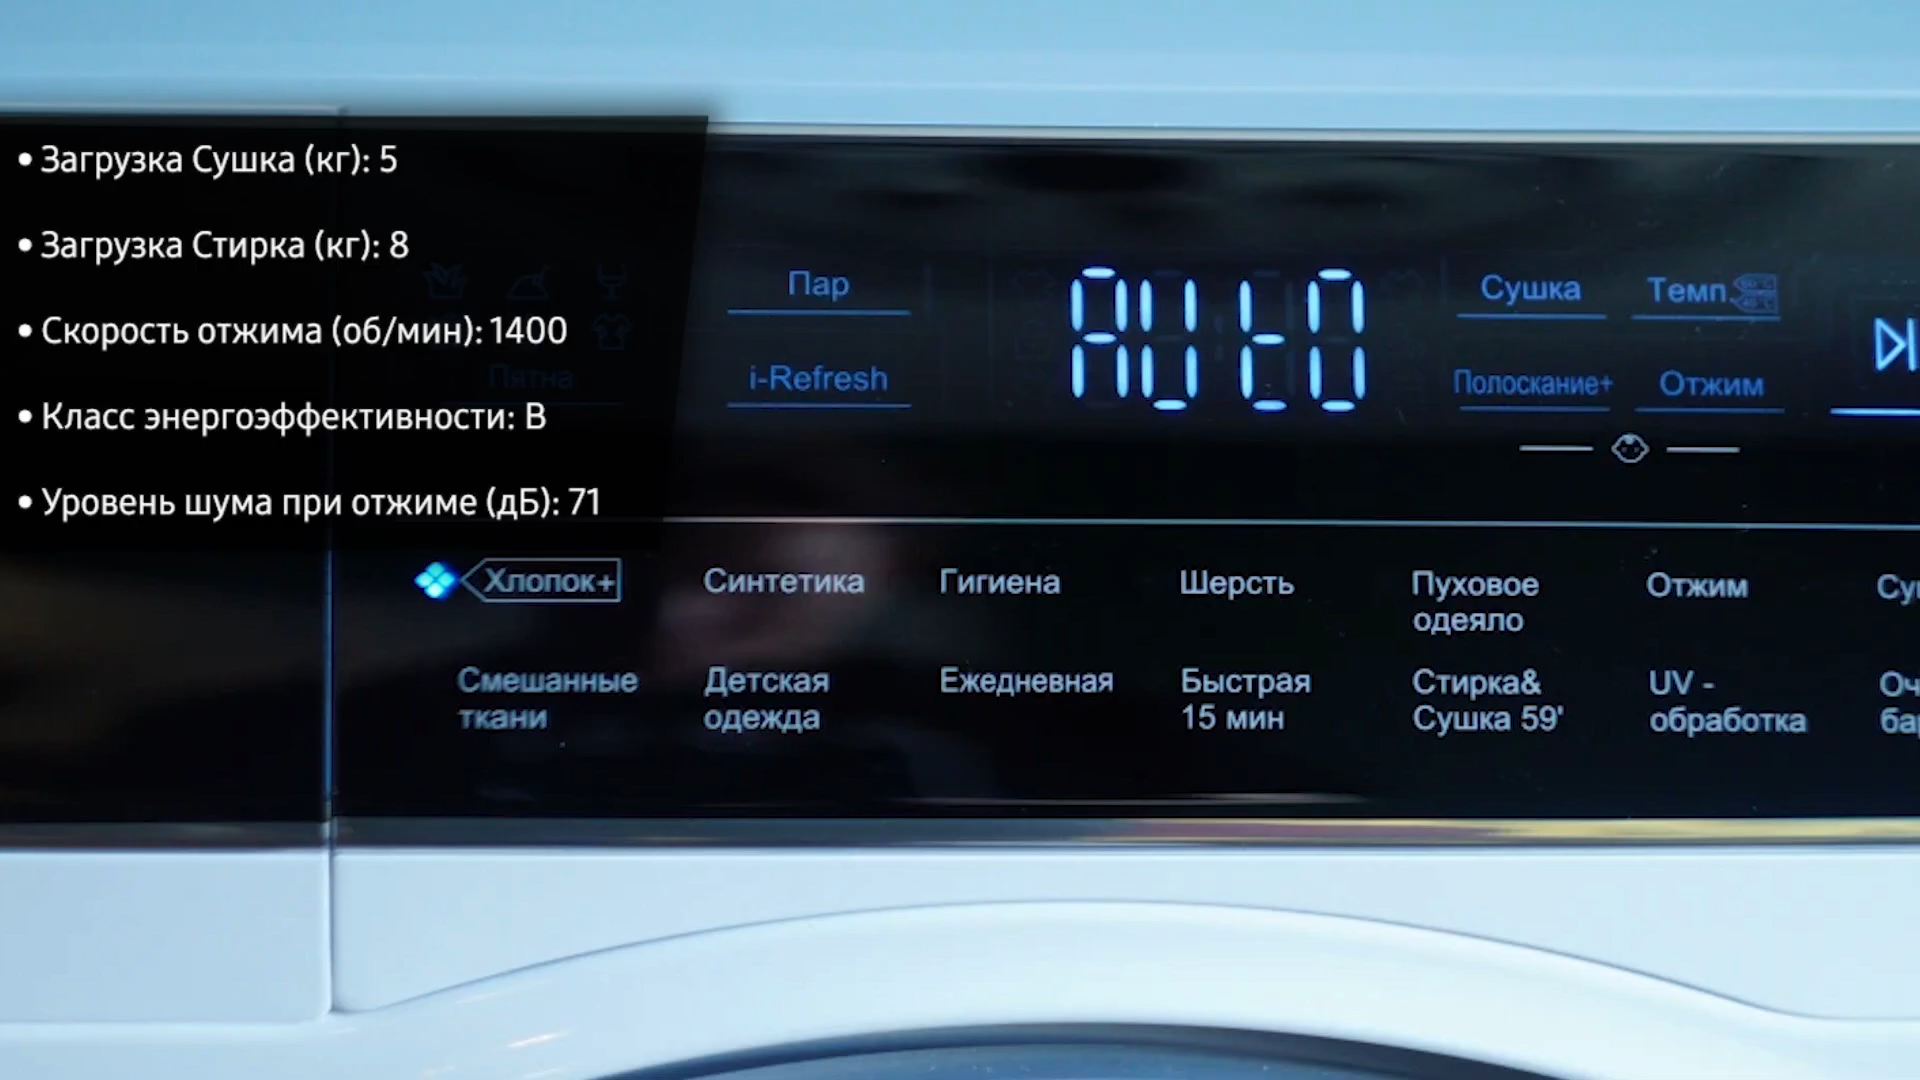 • Загрузка Сушка (кг): 5
• Загрузка Стирка (кг): 8
• Скорость отжима (об/мин): 1400
• Класс энергоэффективности: B
• Уровень шума при отжиме (дБ): 71
Пятна
Пар
i-Refresh
AUtO
Сушка
Темп.
Полоскание+
Отжим
Хлопок+
Синтетика
Гигиена
Шерсть
Пуховое
одеяло
Отжим
Смешанные
ткани
Детская
одежда
Ежедневная
Быстрая
15 мин
Стирка&
Сушка 59'
UV -
обработка